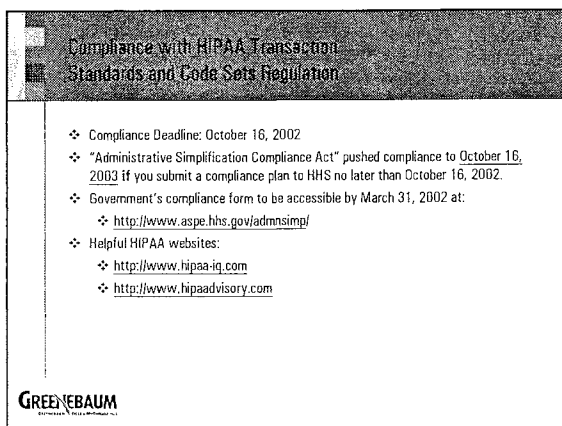 Compliance with HIPAA Transaction
Standards and Code Sets Regulation
❖ Compliance Deadline: October 16, 2002
❖ "Administrative Simplification Compliance Act" pushed compliance to October 16,
2003 if you submit a compliance plan to HHS no later than October 16, 2002.
❖ Government's compliance form to be accessible by March 31, 2002 at:
❖ http://www.aspe.hhs.gov/admnsimp/
❖ Helpful HIPAA websites:
❖ http://www.hipaa-iq.com
❖ http://www.hipaadvisory.com
GREENEBAUM